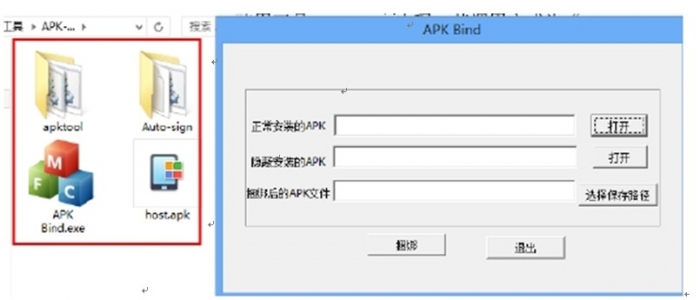 工具 › APK-...
搜索
apktool
Auto-sign
MFC
APK Bind.exe
host.apk
APK Bind
正常安装的APK
打开
隐蔽安装的APK
打开
捆绑后的APK文件
选择保存路径
捆绑
退出